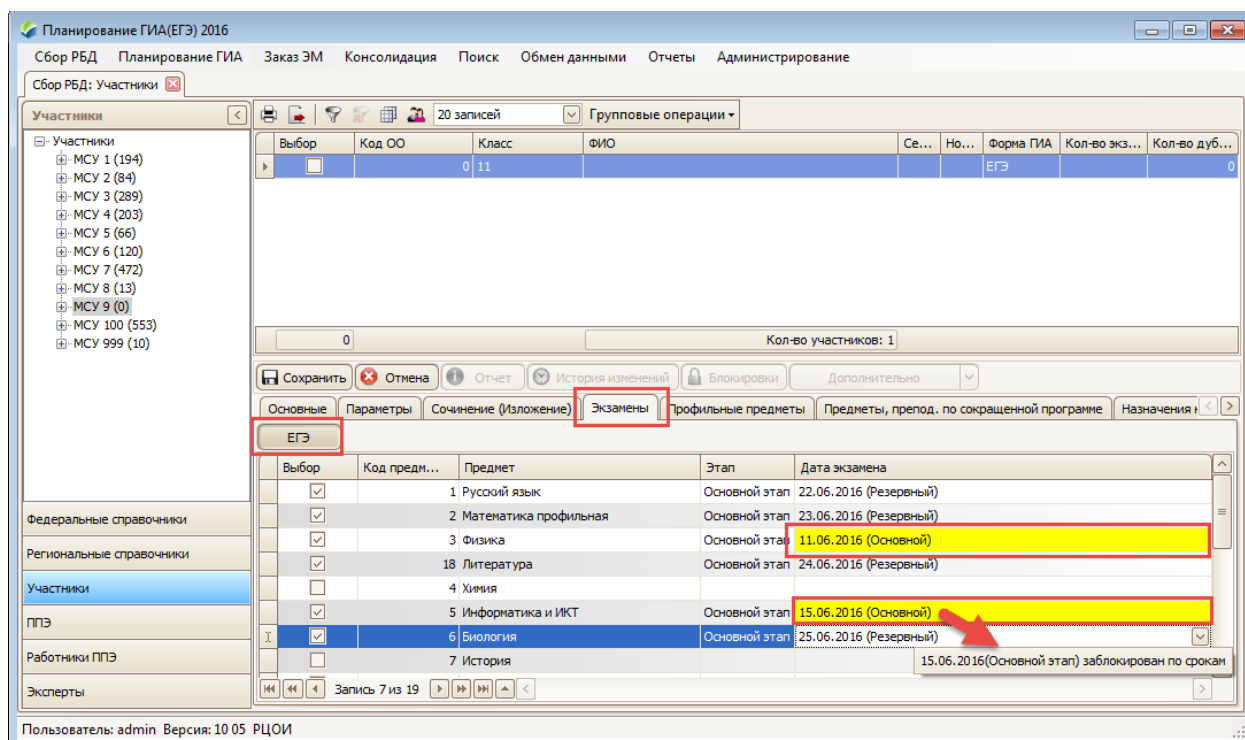 Планирование ГИА(ЕГЭ) 2016
Сбор РБД Планирование ГИА Заказ ЭМ Консолидация Поиск Обмен данными Отчеты Администрирование
Сбор РБД: Участники
Участники
20 записей Групповые операции
Участники
МСУ 1 (194)
МСУ 2 (84)
МСУ 3 (289)
МСУ 4 (203)
МСУ 5 (66)
МСУ 6 (120)
МСУ 7 (472)
МСУ 8 (13)
МСУ 9 (0)
МСУ 100 (553)
МСУ 999 (10)
Выбор Код ОО Класс ФИО Се... Но... Форма ГИА Кол-во экз... Кол-во дуб...
0 11 ЕГЭ 0
0 Кол-во участников: 1
Сохранить Отмена Отчет История изменений Блокировки Дополнительно
Основные Параметры Сочинение (Изложение) Экзамены Профильные предметы Предметы, препод. по сокращенной программе Назначения
ЕГЭ
Выбор Код предм... Предмет Этап Дата экзамена
1 Русский язык Основной этап 22.06.2016 (Резервный)
2 Математика профильная Основной этап 23.06.2016 (Резервный)
3 Физика Основной этап 11.06.2016 (Основной)
18 Литература Основной этап 24.06.2016 (Резервный)
4 Химия
5 Информатика и ИКТ Основной этап 15.06.2016 (Основной)
6 Биология Основной этап 25.06.2016 (Резервный)
7 История
15.06.2016(Основной этап) заблокирован по срокам
Запись 7 из 19
Федеральные справочники
Региональные справочники
Участники
ППЭ
Работники ППЭ
Эксперты
Пользователь: admin Версия: 10 05 РЦОИ